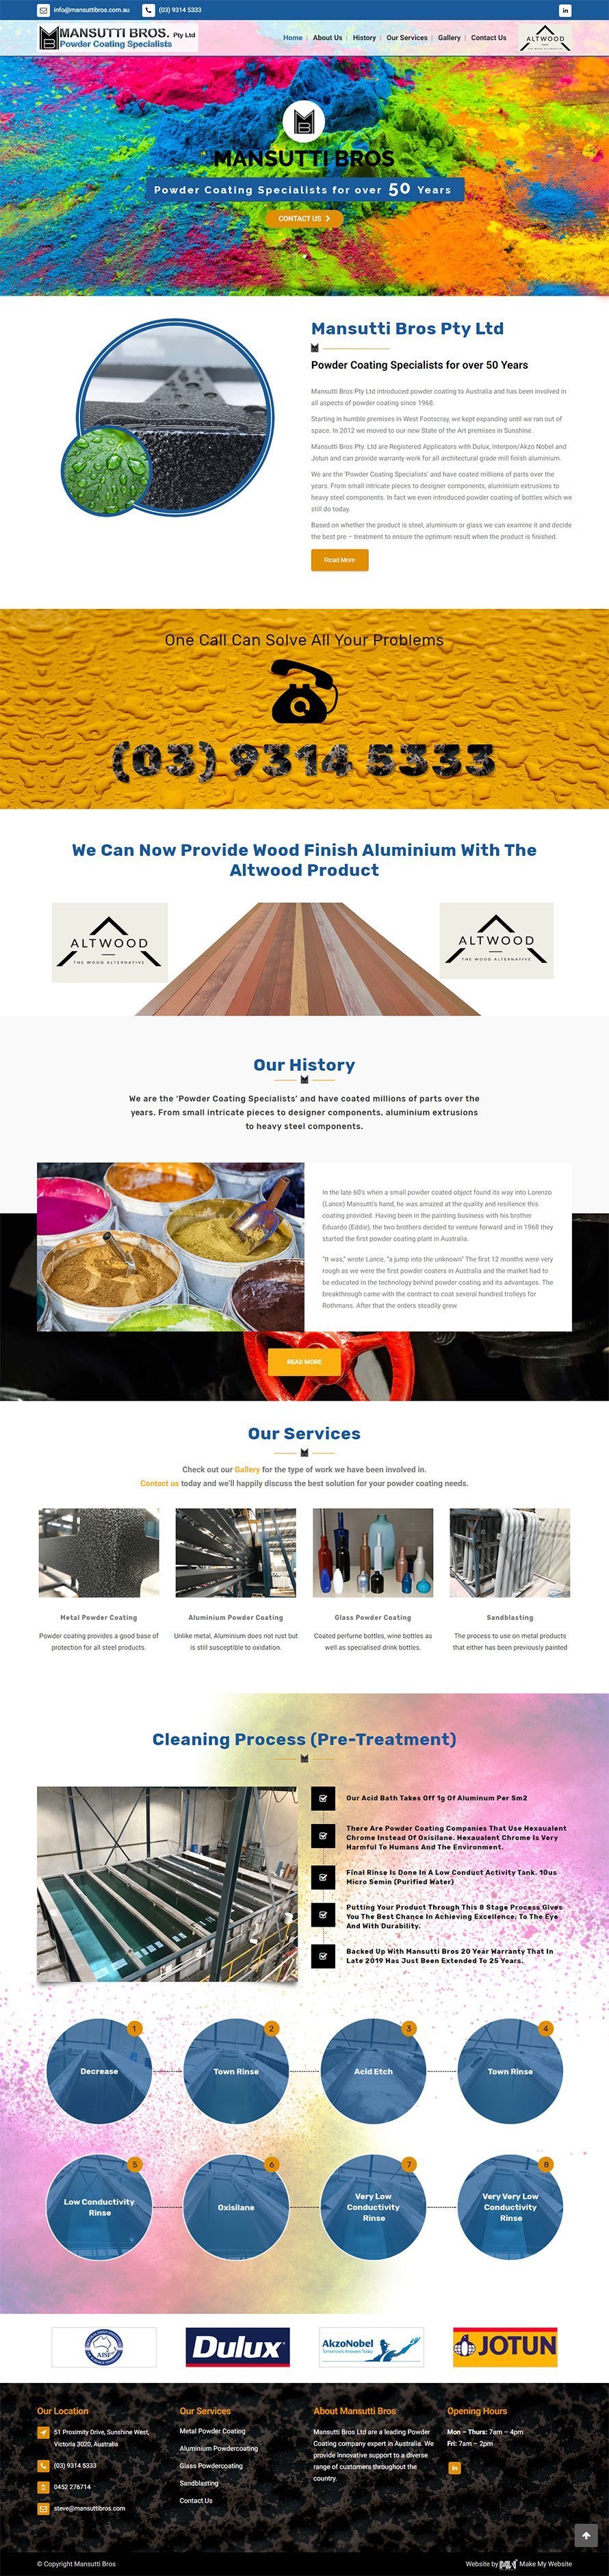 info@mansuttibros.com.au (03) 9314 5333
MANSUTTI BROS. Pty Ltd
Powder Coating Specialists
Home About Us History Our Services Gallery Contact Us
ALTWOOD
MANSUTTI BROS
Powder Coating Specialists for over 50 Years
CONTACT US
Mansutti Bros Pty Ltd
Powder Coating Specialists for over 50 Years
Mansutti Bros Pty Ltd introduced powder coating to Australia and has been involved in
all aspects of powder coating since 1968.
Starting in humble premises in West Footscray, we kept expanding until we ran out of
space. In 2012 we moved to our new State of the Art premises in Sunshine.
Mansutti Bros Pty. Ltd are Registered Applicators with Dulux, Interpon/Akzo Nobel and
Jotun and can provide warranty work for all architectural grade mill finish aluminium.
We are the 'Powder Coating Specialists' and have coated millions of parts over the
years. From small intricate pieces to designer components, aluminium extrusions to
heavy steel components. In fact we even introduced powder coating of bottles which we
still do today.
Based on whether the product is steel, aluminium or glass we can examine it and decide
the best pre – treatment to ensure the optimum result when the product is finished.
Read More
One Call Can Solve All Your Problems
(03) 9314 5333
We Can Now Provide Wood Finish Aluminium With The
Altwood Product
ALTWOOD
THE WOOD ALTERNATIVE
ALTWOOD
THE WOOD ALTERNATIVE
Our History
We are the 'Powder Coating Specialists' and have coated millions of parts over the
years. From small intricate pieces to designer components, aluminium extrusions
to heavy steel components.
In the late 60's when a small powder coated object found its way into Lorenzo
(Lance) Mansutti's hand, he was amazed at the quality and resilience this
coating provided. Having been in the painting business with his brother
Eduardo (Eddie), the two brothers decided to venture forward and in 1968 they
started the first powder coating plant in Australia.
"It was," wrote Lance, "a jump into the unknown" The first 12 months were very
rough as we were the first powder coaters in Australia and the market had to
be educated in the technology behind powder coating and its advantages. The
breakthrough came with the contract to coat several hundred trolleys for
Rothmans. After that the orders steadily grew.
READ MORE
Our Services
Check out our Gallery for the type of work we have been involved in.
Contact us today and we'll happily discuss the best solution for your powder coating needs.
Metal Powder Coating
Powder coating provides a good base of
protection for all steel products.
Aluminium Powder Coating
Unlike metal, Aluminium does not rust but
is still susceptible to oxidation.
Glass Powder Coating
Coated perfume bottles, wine bottles as
well as specialised drink bottles.
Sandblasting
The process to use on metal products
that either has been previously painted
Cleaning Process (Pre-Treatment)
Our Acid Bath Takes Off 1g Of Aluminum Per Sm2
There Are Powder Coating Companies That Use Hexaualent
Chrome Instead Of Oxisilane. Hexaualent Chrome Is Very
Harmful To Humans And The Environment.
Final Rinse Is Done In A Low Conduct Activity Tank. 10us
Micro Semin (Purified Water)
Putting Your Product Through This 8 Stage Process Gives
You The Best Chance In Achieving Excellence; To The Eye
And With Durability.
Backed Up With Mansutti Bros 20 Year Warranty That In
Late 2019 Has Just Been Extended To 25 Years.
1
Decrease
2
Town Rinse
3
Acid Etch
4
Town Rinse
5
Low Conductivity
Rinse
6
Oxisilane
7
Very Low
Conductivity
Rinse
8
Very Very Low
Conductivity
Rinse
Dulux
AkzoNobel
Tomorrow's Answers Today
JOTUN
Our Location
51 Proximity Drive, Sunshine West,
Victoria 3020, Australia
(03) 9314 5333
0452 276714
steve@mansuttibros.com
Our Services
Metal Powder Coating
Aluminium Powdercoating
Glass Powdercoating
Sandblasting
Contact Us
About Mansutti Bros
Mansutti Bros Ltd are a leading Powder
Coating company expert in Australia. We
provide innovative support to a diverse
range of customers throughout the
country.
Opening Hours
Mon – Thurs: 7am – 4pm
Fri: 7am – 2pm
© Copyright Mansutti Bros
Website by Make My Website